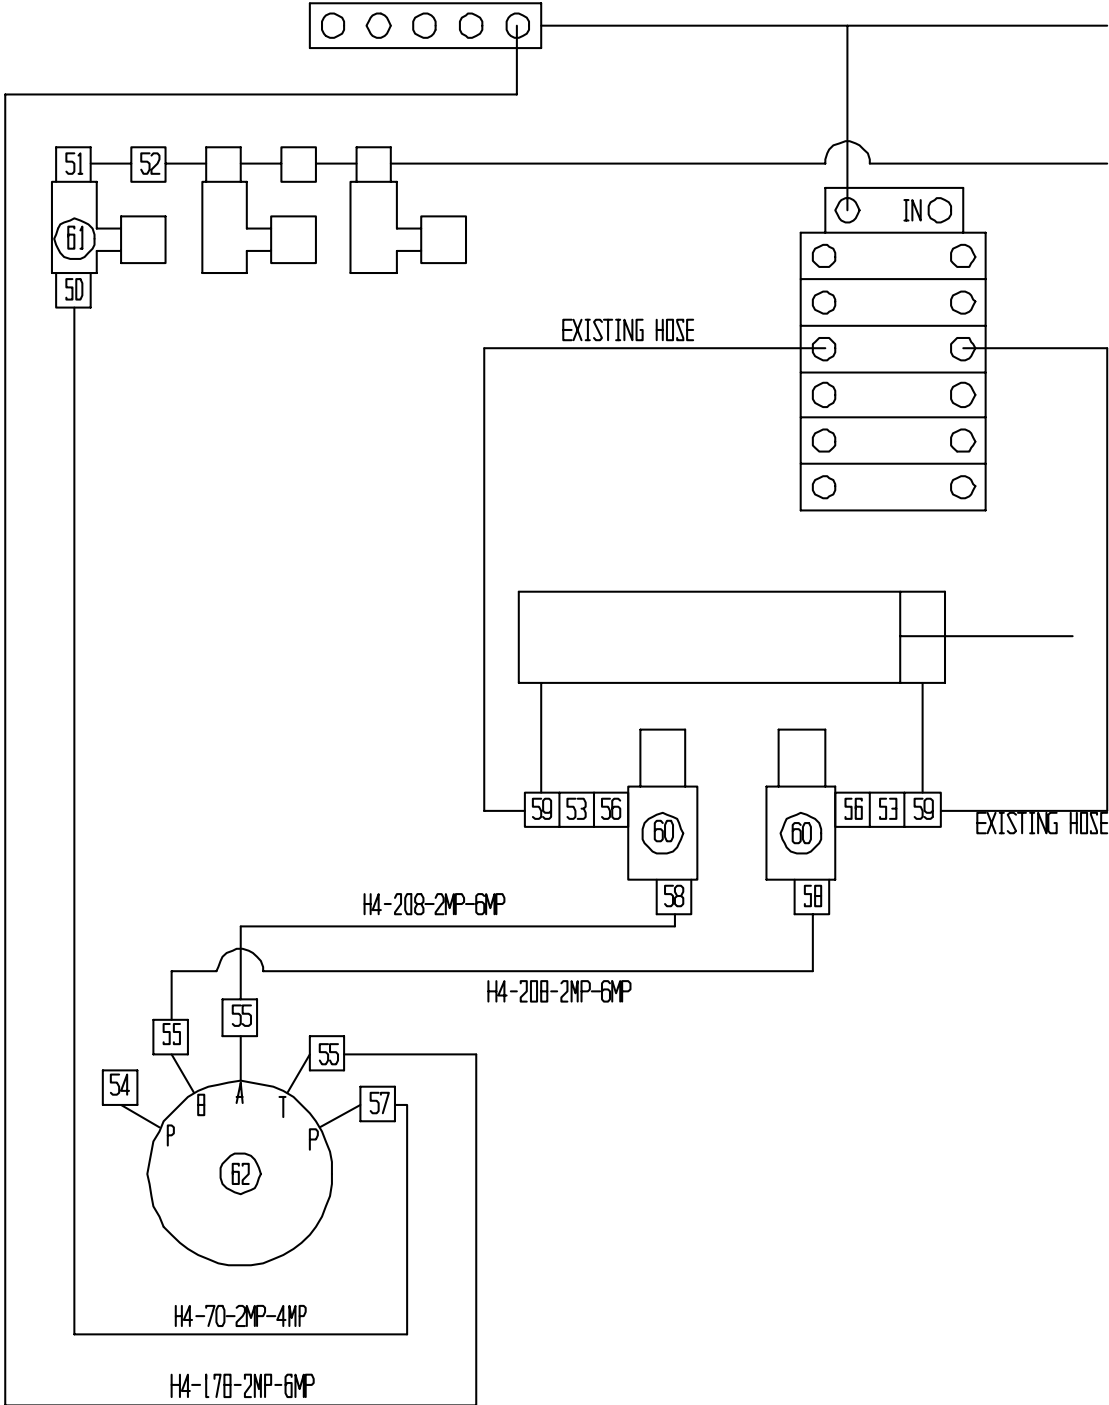 51 52
IN
61
50
EXISTING HOSE
59 53 56
56 53 59
60
60
EXISTING HOSE
58
58
H4-208-2MP-6MP
H4-208-2MP-6MP
55
55
55
54
57
B A T
P
P
62
H4-70-2MP-4MP
H4-178-2MP-6MP